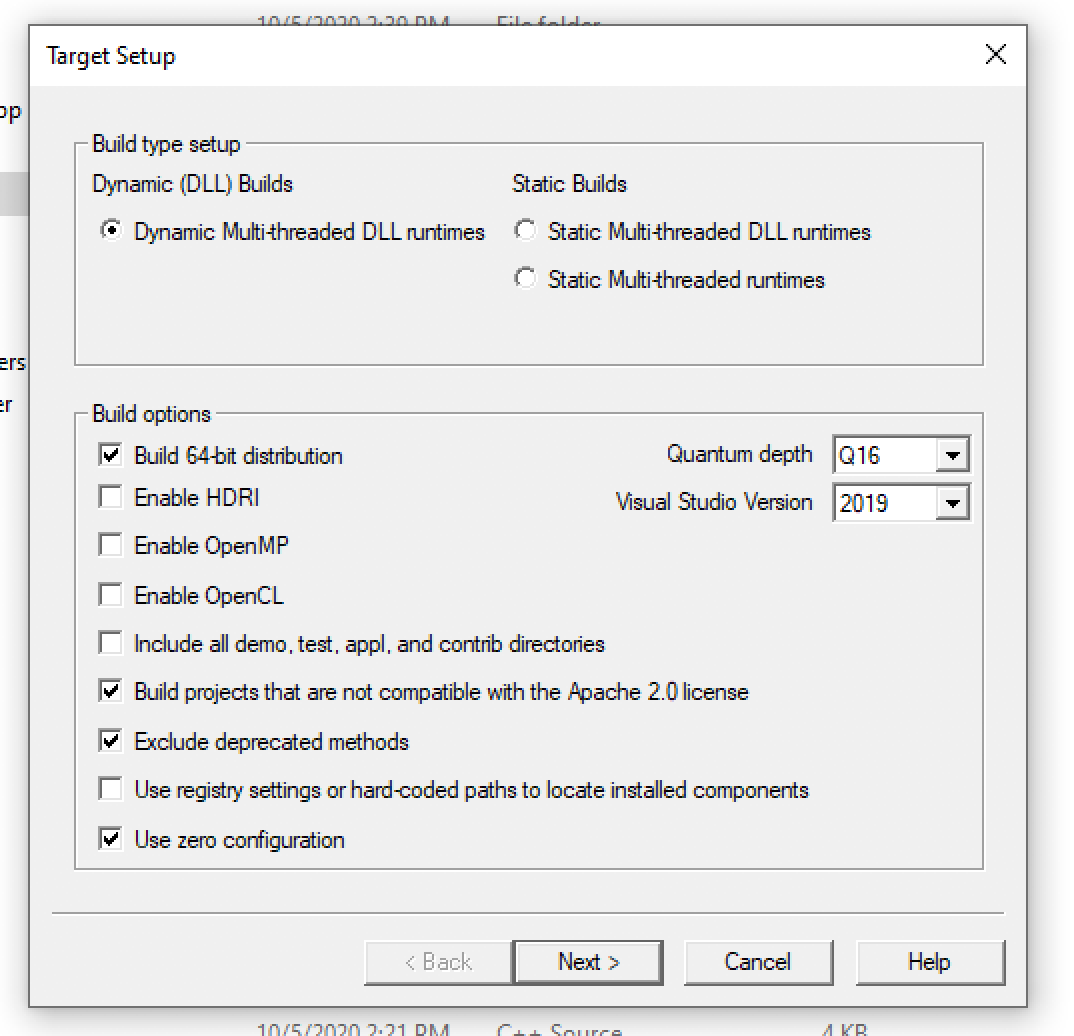 10/5/2020 2:39 PM File folder
Target Setup
Build type setup
Dynamic (DLL) Builds Static Builds
Dynamic Multi-threaded DLL runtimes Static Multi-threaded DLL runtimes
Static Multi-threaded runtimes
ers
er
Build options
Build 64-bit distribution Quantum depth Q16
Enable HDRI Visual Studio Version 2019
Enable OpenMP
Enable OpenCL
Include all demo, test, appl, and contrib directories
Build projects that are not compatible with the Apache 2.0 license
Exclude deprecated methods
Use registry settings or hard-coded paths to locate installed components
Use zero configuration
< Back Next > Cancel Help
10/5/2020 2:21 PM C++ Source 4 KB